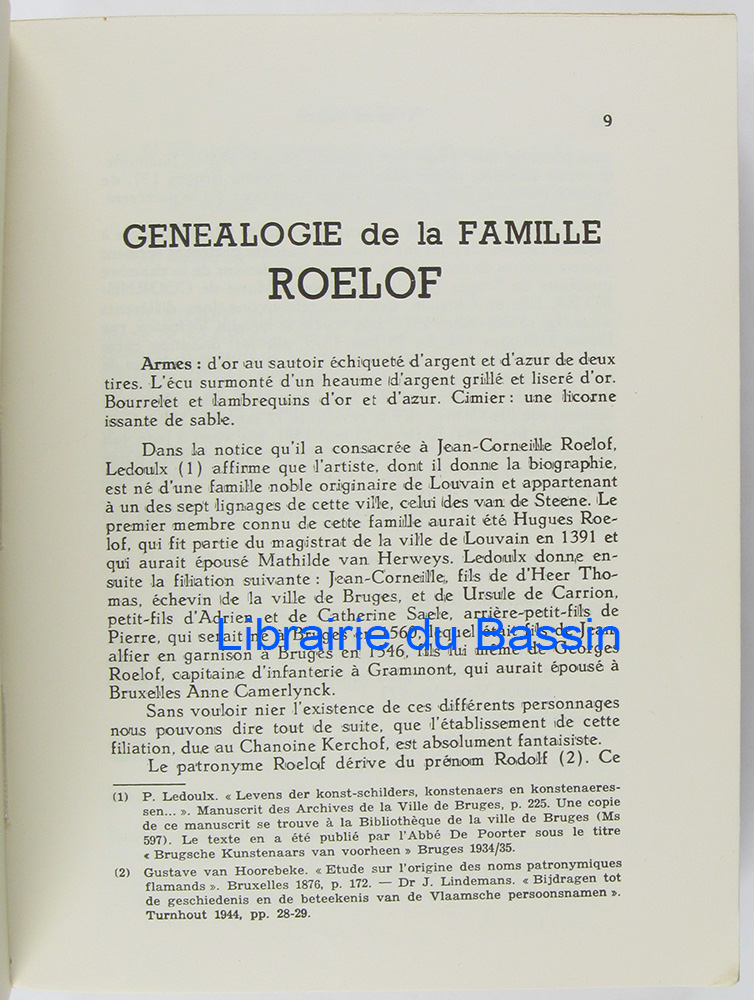 9
GENEALOGIE de la FAMILLE
ROELOF
Armes : d'or au sautoir échiqueté d'argent et d'azur de deux
tires. L'écu surmonté d'un heaume d'argent grillé et liseré d'or.
Bourrelet et lambrequins d'or et d'azur. Cimier : une licorne
issante de sable.
Dans la notice qu'il a consacrée à Jean-Corneille Roelof,
Ledoulx (1) affirme que l'artiste, dont il donne la biographie,
est né d'une famille noble originaire de Louvain et appartenant
à un des sept lignages de cette ville, celui des van de Steene. Le
premier membre connu de cette famille aurait été Hugues Roe-
lof, qui fit partie du magistrat de la ville de Louvain en 1391 et
qui aurait épousé Mathilde van Herweys. Ledoulx donne en-
suite la filiation suivante : Jean-Corneille, fils de d'Heer Tho-
mas, échevin de la ville de Bruges, et de Ursule de Carrion,
petit-fils d'Adrien et de Catherine Saele, arrière-petit-fils de
Pierre, qui serait né à Bruges en 1560, lequel était fils de Jean,
alfier en garnison à Bruges en 1546, fils lui même de Georges
Roelof, capitaine d'infanterie à Grammont, qui aurait épousé à
Bruxelles Anne Camerlynck.
Sans vouloir nier l'existence de ces différents personnages
nous pouvons dire tout de suite, que l'établissement de cette
filiation, due au Chanoine Kerchof, est absolument fantaisiste.
Le patronyme Roelof dérive du prénom Rodolf (2). Ce
(1) P. Ledoulx. « Levens der konst-schilders, konstenaers en konstenaeres-
sen... ». Manuscrit des Archives de la Ville de Bruges, p. 225. Une copie
de ce manuscrit se trouve à la Bibliothèque de la ville de Bruges (Ms
597). Le texte en a été publié par l'Abbé De Poorter sous le titre
« Brugsche Kunstenaars van voorheen » Bruges 1934/35.
(2) Gustave van Hoorebeke. « Etude sur l'origine des noms patronymiques
flamands ». Bruxelles 1876, p. 172. — Dr J. Lindemans. « Bijdragen tot
de geschiedenis en de beteekenis van de Vlaamsche persoonsnamen ».
Turnhout 1944, pp. 28-29.
Librairie du Bassin